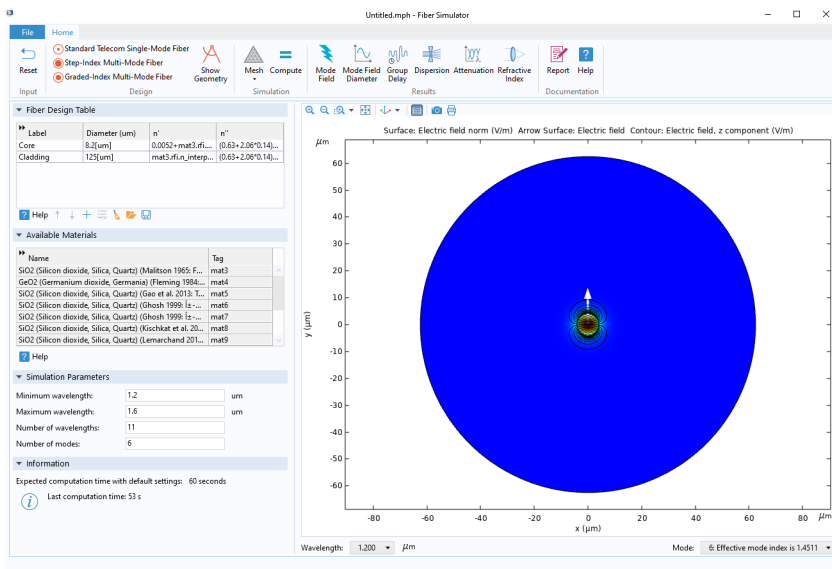 Untitled.mph - Fiber Simulator
File Home
Standard Telecom Single-Mode Fiber
Step-Index Multi-Mode Fiber
Graded-Index Multi-Mode Fiber
Reset
Show Geometry
Mesh
Compute
Mode Field
Mode Field Diameter
Group Delay
Dispersion
Attenuation
Refractive Index
Report
Help
Input
Design
Simulation
Results
Documentation
Fiber Design Table
Label Diameter (um) n' n''
Core 8.2[um] 0.0052+mat3.rfi.... (0.63+2.06*0.14)...
Cladding 125[um] mat3.rfi.n_interp... (0.63+2.06*0.14)...
Help
Available Materials
Name Tag
SiO2 (Silicon dioxide, Silica, Quartz) (Malitson 1965: F... mat3
GeO2 (Germanium dioxide, Germania) (Fleming 1984:... mat4
SiO2 (Silicon dioxide, Silica, Quartz) (Gao et al. 2013: T... mat5
SiO2 (Silicon dioxide, Silica, Quartz) (Ghosh 1999: Î±-... mat6
SiO2 (Silicon dioxide, Silica, Quartz) (Ghosh 1999: Î±-... mat7
SiO2 (Silicon dioxide, Silica, Quartz) (Kischkat et al. 20... mat8
SiO2 (Silicon dioxide, Silica, Quartz) (Lemarchand 201... mat9
Help
Simulation Parameters
Minimum wavelength: 1.2 um
Maximum wavelength: 1.6 um
Number of wavelengths: 11
Number of modes: 6
Information
Expected computation time with default settings: 60 seconds
Last computation time: 53 s
Surface: Electric field norm (V/m) Arrow Surface: Electric field Contour: Electric field, z component (V/m)
μm
60
50
40
30
20
10
0
-10
-20
-30
-40
-50
-60
y (μm)
-80 -60 -40 -20 0 20 40 60 80 μm
x (μm)
Wavelength: 1.200 μm
Mode: 6: Effective mode index is 1.4511